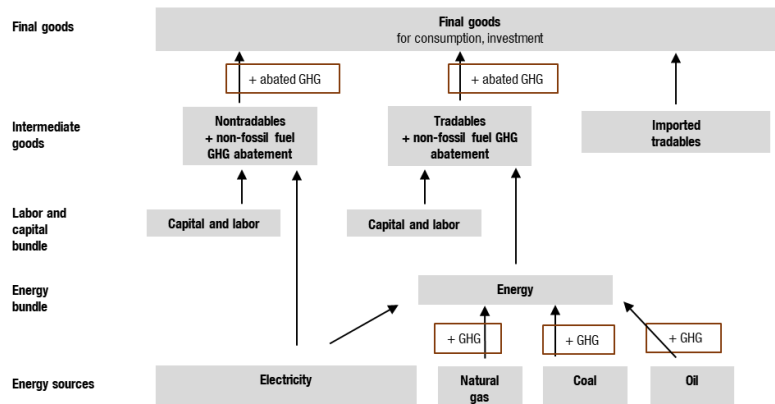 Final goods
Final goods
for consumption, investment
+ abated GHG
+ abated GHG
Intermediate
goods
Nontradables
+ non-fossil fuel
GHG abatement
Tradables
+ non-fossil fuel GHG
abatement
Imported
tradables
Labor and
capital
bundle
Capital and labor
Capital and labor
Energy
bundle
Energy
+ GHG
+ GHG
+ GHG
Energy sources
Electricity
Natural
gas
Coal
Oil